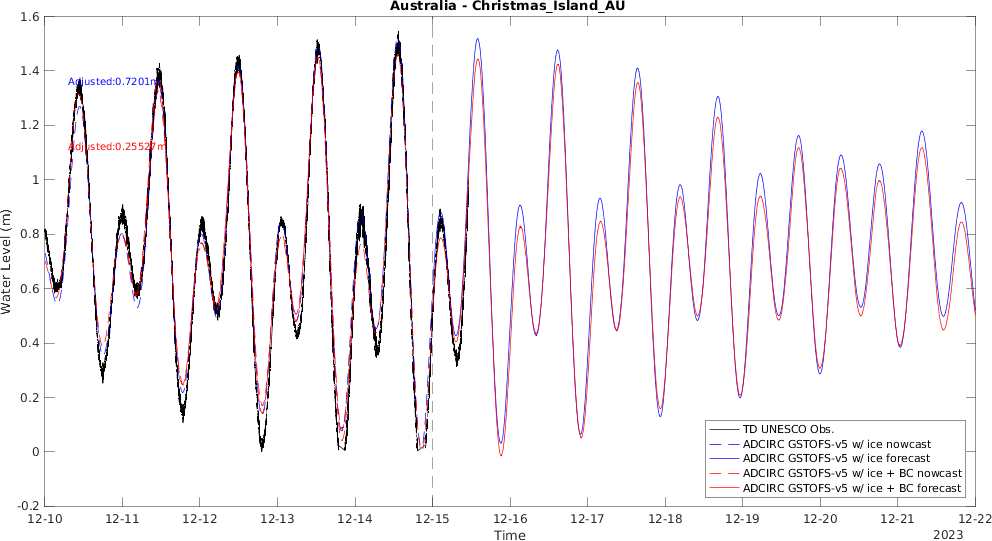 Australia - Christmas_Island_AU
1.6
1.4
1.2
1
0.8
0.6
0.4
0.2
0
-0.2
Water Level (m)
Adjusted:0.7201m
Adjusted:0.25527m
TD UNESCO Obs.
ADCIRC GSTOFS-v5 w/ ice nowcast
ADCIRC GSTOFS-v5 w/ ice forecast
ADCIRC GSTOFS-v5 w/ ice + BC nowcast
ADCIRC GSTOFS-v5 w/ ice + BC forecast
12-10 12-11 12-12 12-13 12-14 12-15 12-16 12-17 12-18 12-19 12-20 12-21 12-22
Time
2023